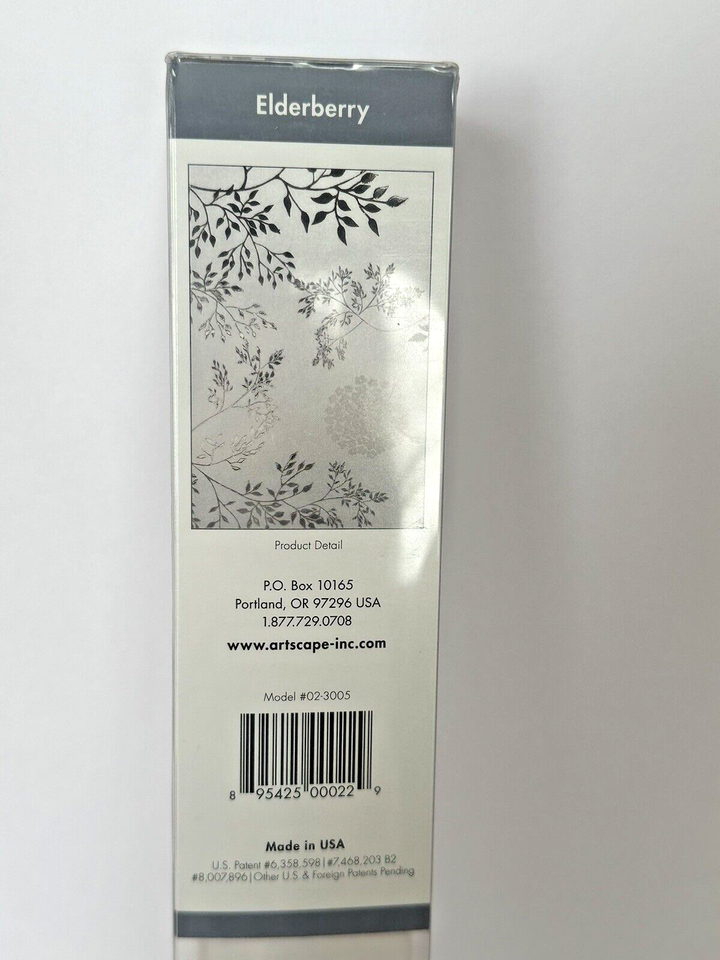 Elderberry
Product Detail
P.O. Box 10165
Portland, OR 97296 USA
1.877.729.0708
www.artscape-inc.com
Model #02-3005
8 95425 00022 9
Made in USA
U.S. Patent #6,358,598|#7,468,203 B2
#8,007,896|Other U.S & Foreign Patents Pending